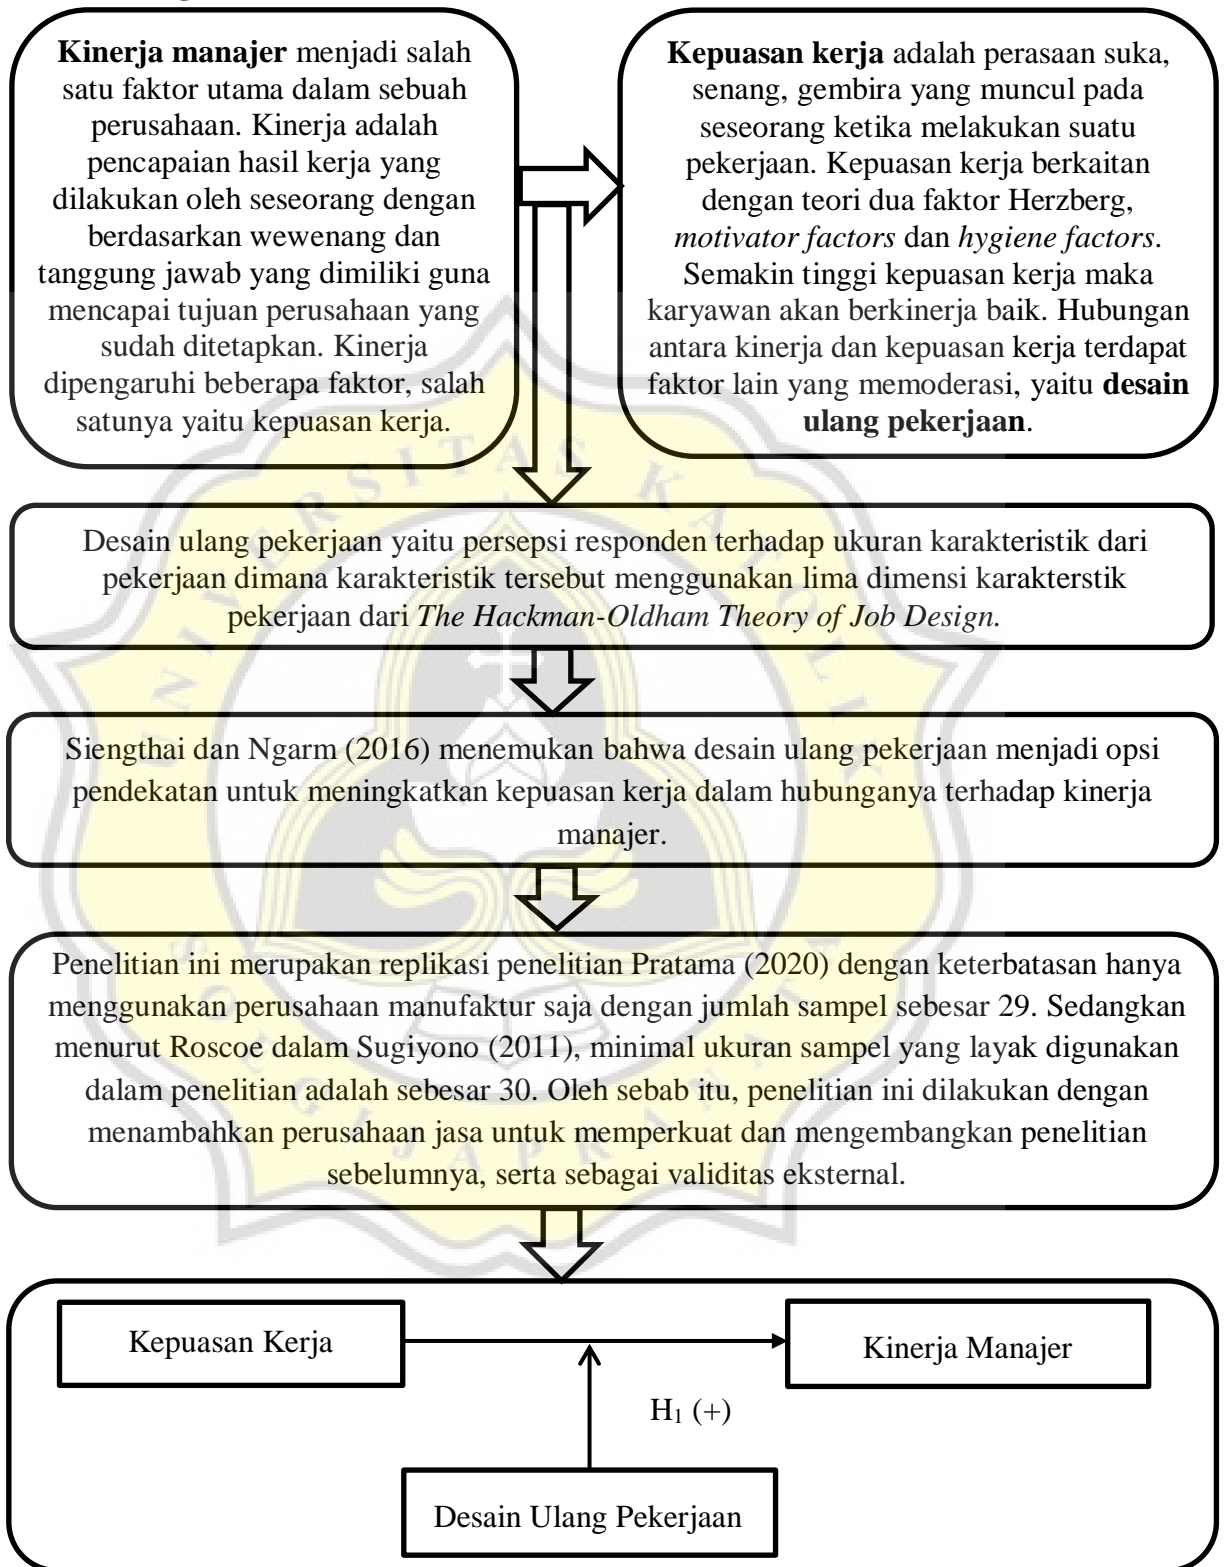 Kinerja manajer menjadi salah
satu faktor utama dalam sebuah
perusahaan. Kinerja adalah
pencapaian hasil kerja yang
dilakukan oleh seseorang dengan
berdasarkan wewenang dan
tanggung jawab yang dimiliki guna
mencapai tujuan perusahaan yang
sudah ditetapkan. Kinerja
dipengaruhi beberapa faktor, salah
satunya yaitu kepuasan kerja.
Kepuasan kerja adalah perasaan suka,
senang, gembira yang muncul pada
seseorang ketika melakukan suatu
pekerjaan. Kepuasan kerja berkaitan
dengan teori dua faktor Herzberg,
motivator factors dan hygiene factors.
Semakin tinggi kepuasan kerja maka
karyawan akan berkinerja baik. Hubungan
antara kinerja dan kepuasan kerja terdapat
faktor lain yang memoderasi, yaitu desain
ulang pekerjaan.
Desain ulang pekerjaan yaitu persepsi responden terhadap ukuran karakteristik dari
pekerjaan dimana karakteristik tersebut menggunakan lima dimensi karakterstik
pekerjaan dari The Hackman-Oldham Theory of Job Design.
Siengthai dan Ngarm (2016) menemukan bahwa desain ulang pekerjaan menjadi opsi
pendekatan untuk meningkatkan kepuasan kerja dalam hubunganya terhadap kinerja
manajer.
Penelitian ini merupakan replikasi penelitian Pratama (2020) dengan keterbatasan hanya
menggunakan perusahaan manufaktur saja dengan jumlah sampel sebesar 29. Sedangkan
menurut Roscoe dalam Sugiyono (2011), minimal ukuran sampel yang layak digunakan
dalam penelitian adalah sebesar 30. Oleh sebab itu, penelitian ini dilakukan dengan
menambahkan perusahaan jasa untuk memperkuat dan mengembangkan penelitian
sebelumnya, serta sebagai validitas eksternal.
Kepuasan Kerja
Kinerja Manajer
H₁ (+)
Desain Ulang Pekerjaan
UNIVERSITAS KATOLIK
SOEGIJAPRANATA